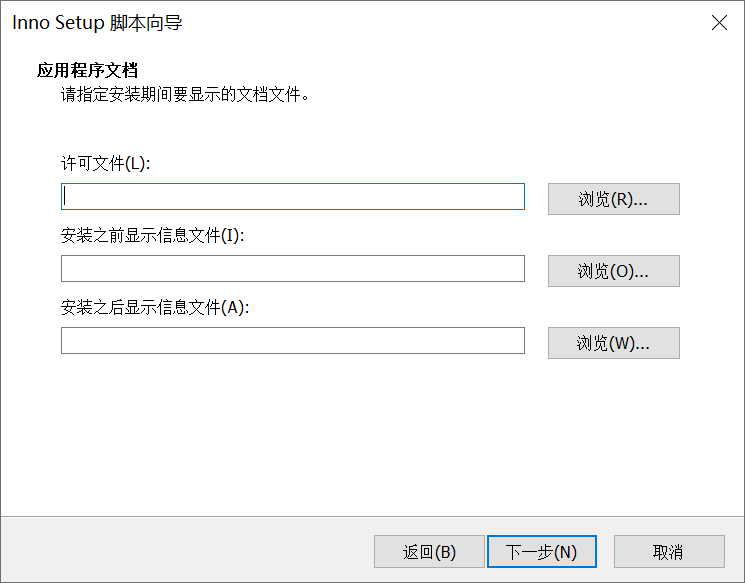 Inno Setup 脚本向导
应用程序文档
请指定安装期间要显示的文档文件。
许可文件(L):
浏览(R)...
安装之前显示信息文件(I):
浏览(O)...
安装之后显示信息文件(A):
浏览(W)...
返回(B) 下一步(N) 取消